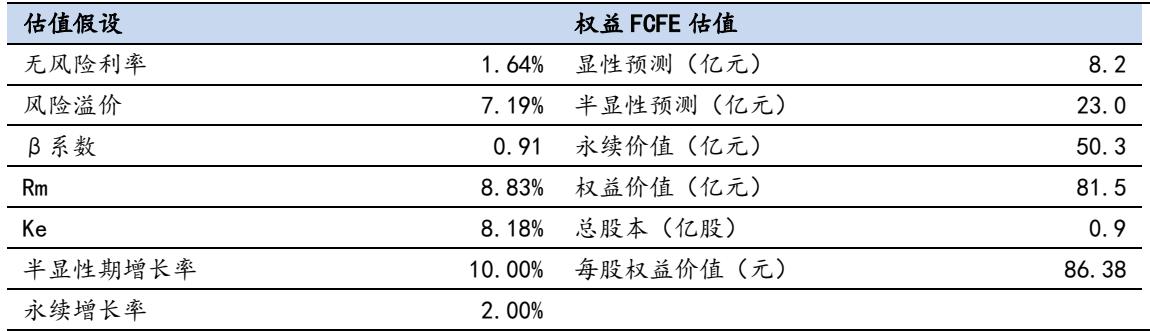 估值假设 权益 FCFE 估值
无风险利率 1.64% 显性预测（亿元） 8.2
风险溢价 7.19% 半显性预测（亿元） 23.0
β系数 0.91 永续价值（亿元） 50.3
Rm 8.83% 权益价值（亿元） 81.5
Ke 8.18% 总股本（亿股） 0.9
半显性期增长率 10.00% 每股权益价值（元） 86.38
永续增长率 2.00%